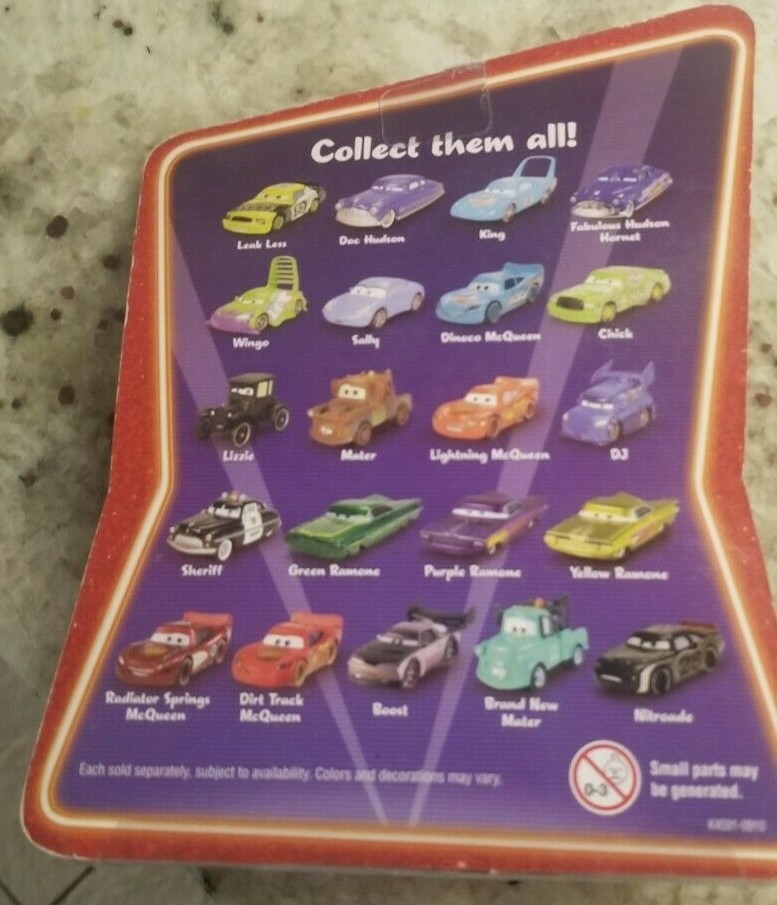 Collect them all!
Leak Less
Doc Hudson
King
Fabulous Hudson
Hornet
Wingo
Sally
Dinoco McQueen
Chick
Lizzie
Mater
Lightning McQueen
DJ
Sheriff
Green Ramone
Purple Ramone
Yellow Ramone
Radiator Springs
McQueen
Dirt Track
McQueen
Boost
Brand New
Mater
Nitroade
Each sold separately, subject to availability. Colors and decorations may vary.
0-3
Small parts may
be generated.